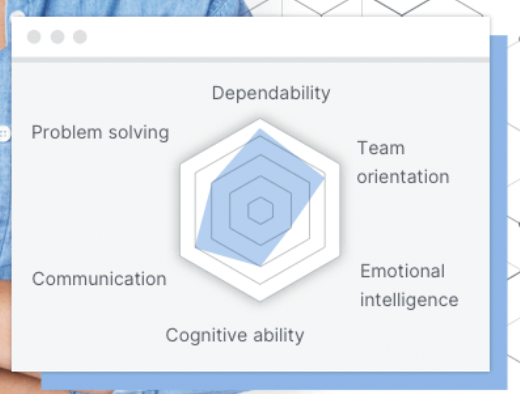 Dependability
Problem solving
Team
orientation
Communication
Emotional
intelligence
Cognitive ability